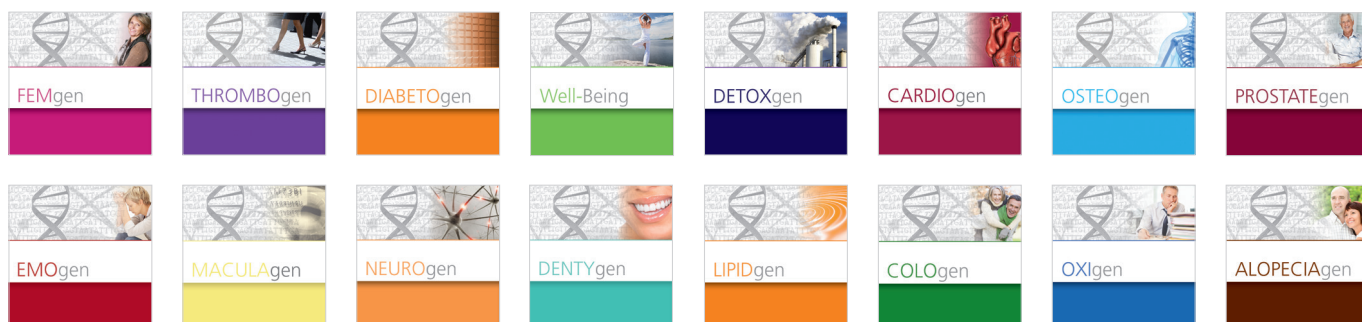 FEMgen
THROMBOgen
DIABETOgen
Well-Being
DETOXgen
CARDIOgen
OSTEOgen
PROSTATEgen
EMOgen
MACULAgen
NEUROgen
DENTYgen
LIPIDgen
COLOgen
OXIgen
ALOPECIAgen